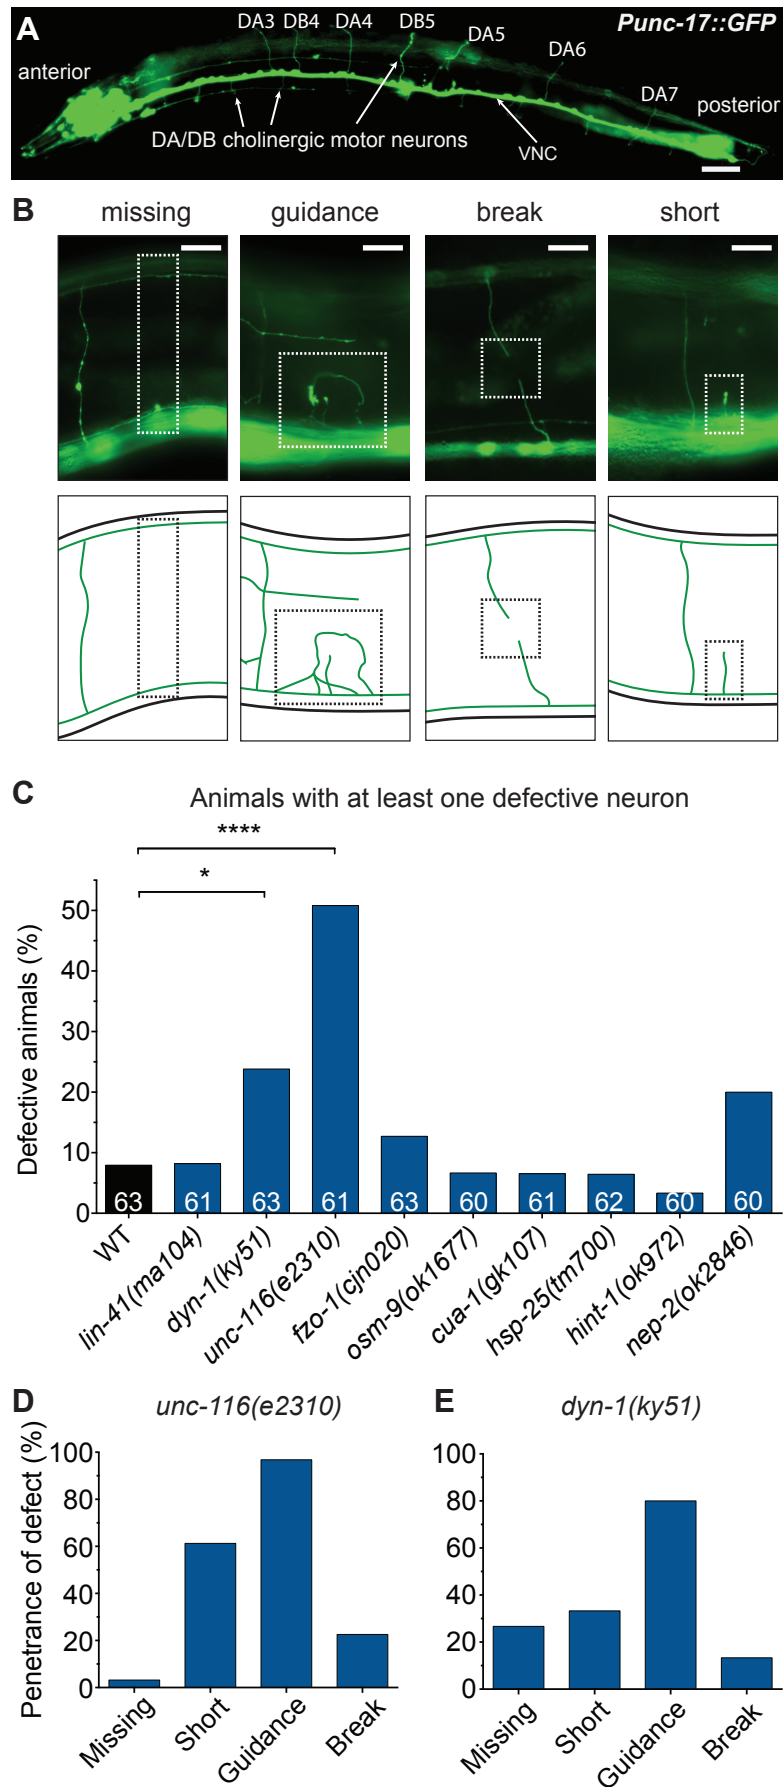 A
Punc-17::GFP
DA3 DB4 DA4 DB5 DA5 DA6 DA7
anterior
posterior
DA/DB cholinergic motor neurons
VNC
B
missing guidance break short
C
Animals with at least one defective neuron
****
*
Defective animals (%)
50
40
30
20
10
0
63 61 63 61 63 60 61 62 60 60
WT
lin-41(ma104)
dyn-1(ky51)
unc-116(e2310)
fzo-1(cjn020)
osm-9(ok1677)
cua-1(gk107)
hsp-25(tm700)
hint-1(ok972)
nep-2(ok2846)
D
unc-116(e2310)
Penetrance of defect (%)
100
80
60
40
20
0
Missing
Short
Guidance
Break
E
dyn-1(ky51)
100
80
60
40
20
0
Missing
Short
Guidance
Break